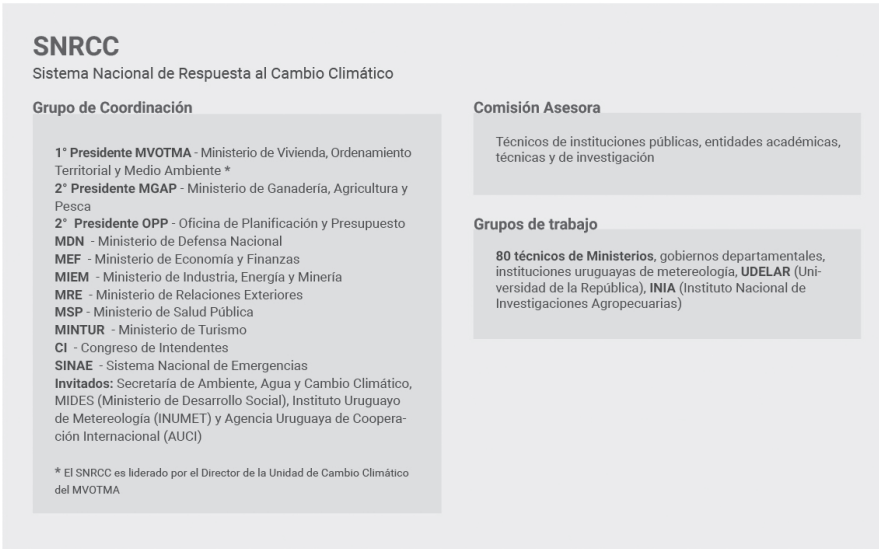 SNRCC
Sistema Nacional de Respuesta al Cambio Climático
Grupo de Coordinación
1° Presidente MVOTMA - Ministerio de Vivienda, Ordenamiento
Territorial y Medio Ambiente *
2° Presidente MGAP - Ministerio de Ganadería, Agricultura y
Pesca
2° Presidente OPP - Oficina de Planificación y Presupuesto
MDN - Ministerio de Defensa Nacional
MEF - Ministerio de Economía y Finanzas
MIEM - Ministerio de Industria, Energía y Minería
MRE - Ministerio de Relaciones Exteriores
MSP - Ministerio de Salud Pública
MINTUR - Ministerio de Turismo
CI - Congreso de Intendentes
SINAE - Sistema Nacional de Emergencias
Invitados: Secretaría de Ambiente, Agua y Cambio Climático,
MIDES (Ministerio de Desarrollo Social), Instituto Uruguayo
de Metereología (INUMET) y Agencia Uruguaya de Coopera-
ción Internacional (AUCI)
* El SNRCC es liderado por el Director de la Unidad de Cambio Climático
del MVOTMA
Comisión Asesora
Técnicos de instituciones públicas, entidades académicas,
técnicas y de investigación
Grupos de trabajo
80 técnicos de Ministerios, gobiernos departamentales,
instituciones uruguayas de metereología, UDELAR (Uni-
versidad de la República), INIA (Instituto Nacional de
Investigaciones Agropecuarias)